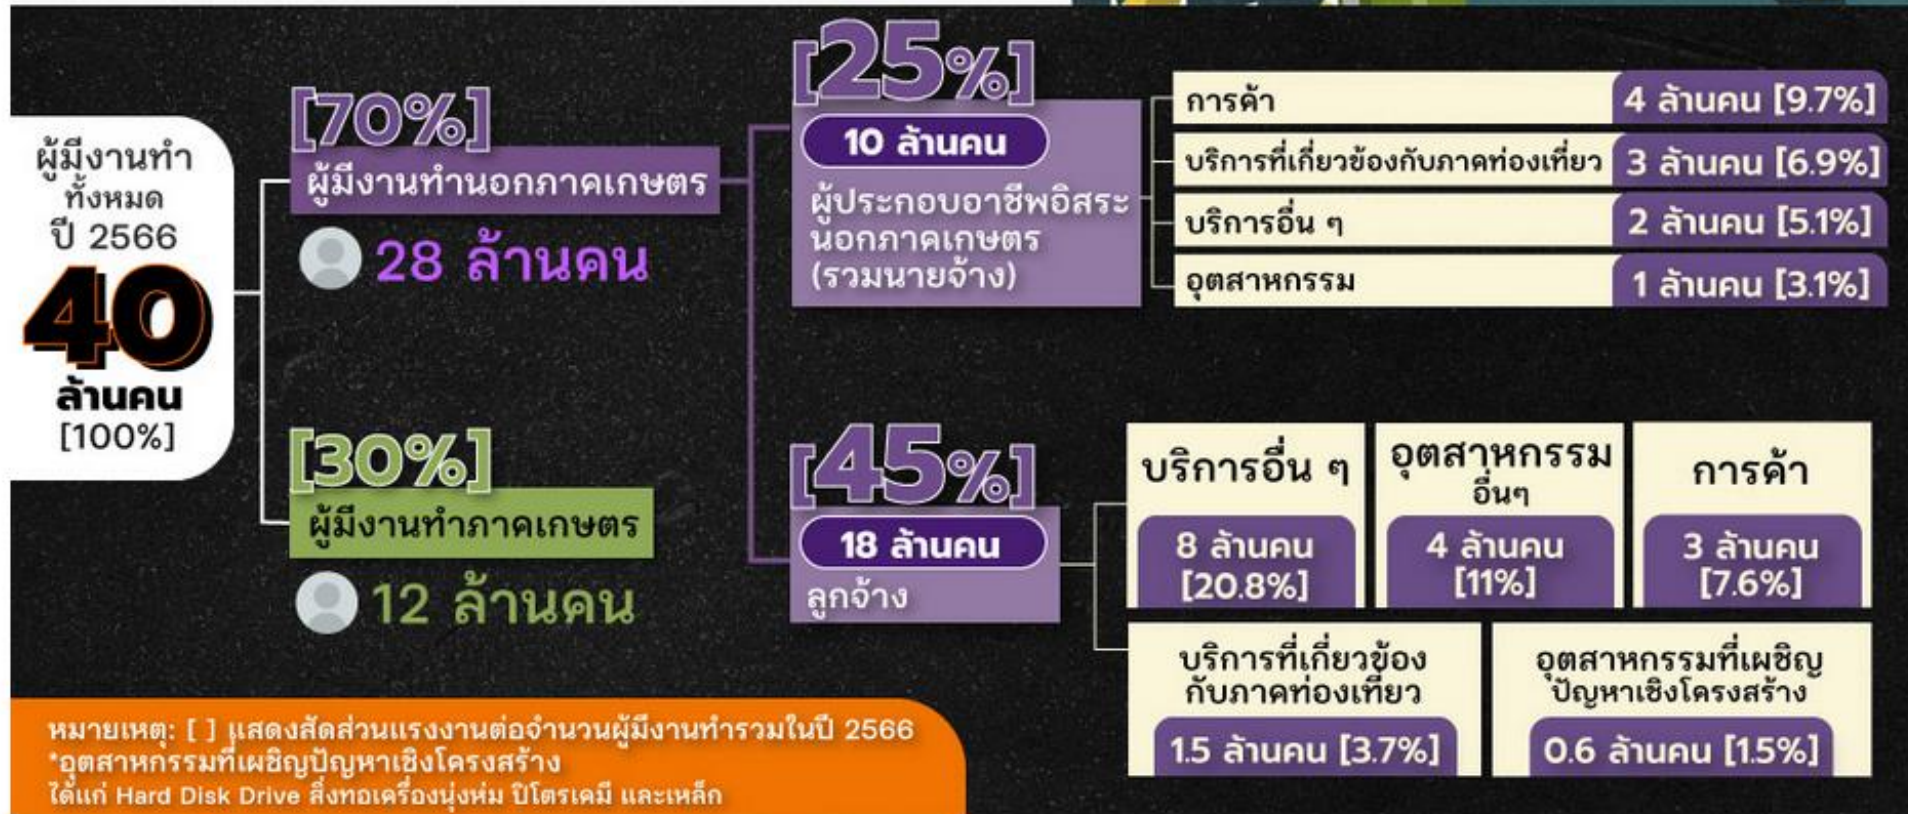 ผู้มีงานทำ
ทั้งหมด
ปี 2566
40
ล้านคน
[100%]
[70%]
ผู้มีงานทำนอกภาคเกษตร
28 ล้านคน
[30%]
ผู้มีงานทำภาคเกษตร
12 ล้านคน
[25%]
10 ล้านคน
ผู้ประกอบอาชีพอิสระ
นอกภาคเกษตร
(รวมนายจ้าง)
การค้า 4 ล้านคน [9.7%]
บริการที่เกี่ยวข้องกับภาคท่องเที่ยว 3 ล้านคน [6.9%]
บริการอื่น ๆ 2 ล้านคน [5.1%]
อุตสาหกรรม 1 ล้านคน [3.1%]
[45%]
18 ล้านคน
ลูกจ้าง
บริการอื่น ๆ
8 ล้านคน
[20.8%]
อุตสาหกรรม
อื่นๆ
4 ล้านคน
[11%]
การค้า
3 ล้านคน
[7.6%]
บริการที่เกี่ยวข้อง
กับภาคท่องเที่ยว
1.5 ล้านคน [3.7%]
อุตสาหกรรมที่เผชิญ
ปัญหาเชิงโครงสร้าง
0.6 ล้านคน [1.5%]
หมายเหตุ: [ ] แสดงสัดส่วนแรงงานต่อจำนวนผู้มีงานทำรวมในปี 2566
*อุตสาหกรรมที่เผชิญปัญหาเชิงโครงสร้าง
ได้แก่ Hard Disk Drive สิ่งทอเครื่องนุ่งห่ม ปิโตรเคมี และเหล็ก